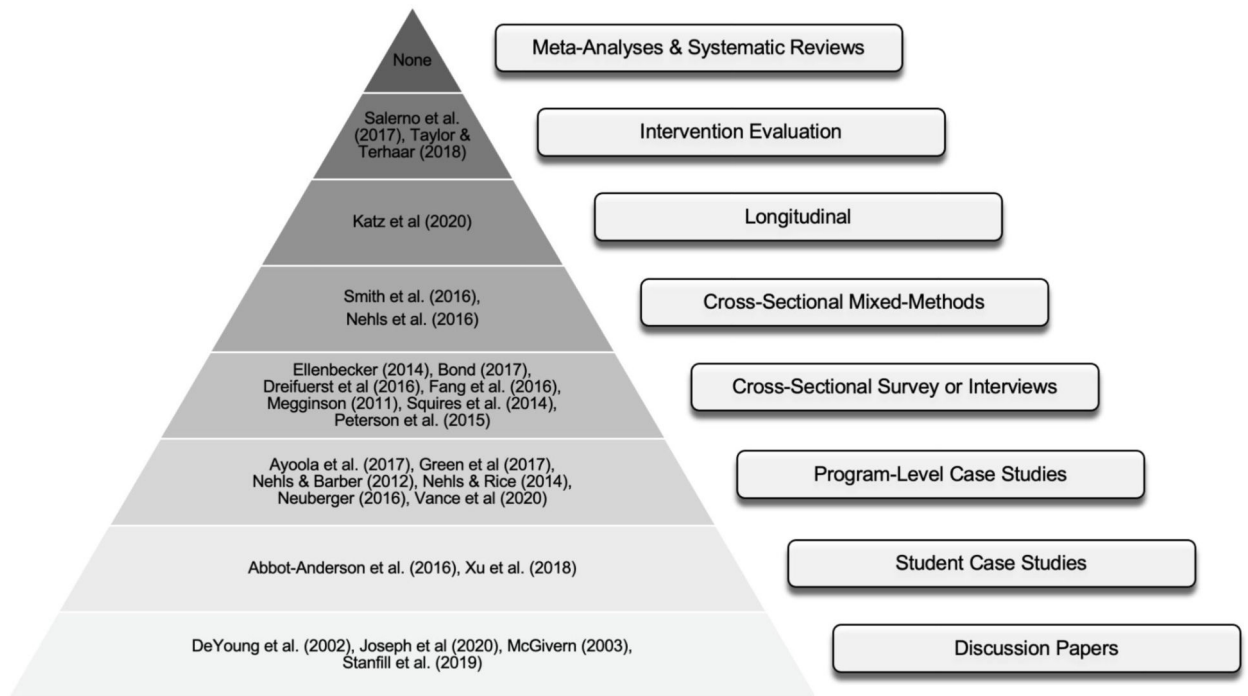 None
Meta-Analyses & Systematic Reviews
Salerno et al.
(2017), Taylor &
Terhaar (2018)
Intervention Evaluation
Katz et al (2020)
Longitudinal
Smith et al. (2016),
Nehls et al. (2016)
Cross-Sectional Mixed-Methods
Ellenbecker (2014), Bond (2017),
Dreifuerst et al (2016), Fang et al. (2016),
Megginson (2011), Squires et al. (2014),
Peterson et al. (2015)
Cross-Sectional Survey or Interviews
Ayoola et al. (2017), Green et al (2017),
Nehls & Barber (2012), Nehls & Rice (2014),
Neuberger (2016), Vance et al (2020)
Program-Level Case Studies
Abbot-Anderson et al. (2016), Xu et al. (2018)
Student Case Studies
DeYoung et al. (2002), Joseph et al (2020), McGivern (2003),
Stanfill et al. (2019)
Discussion Papers